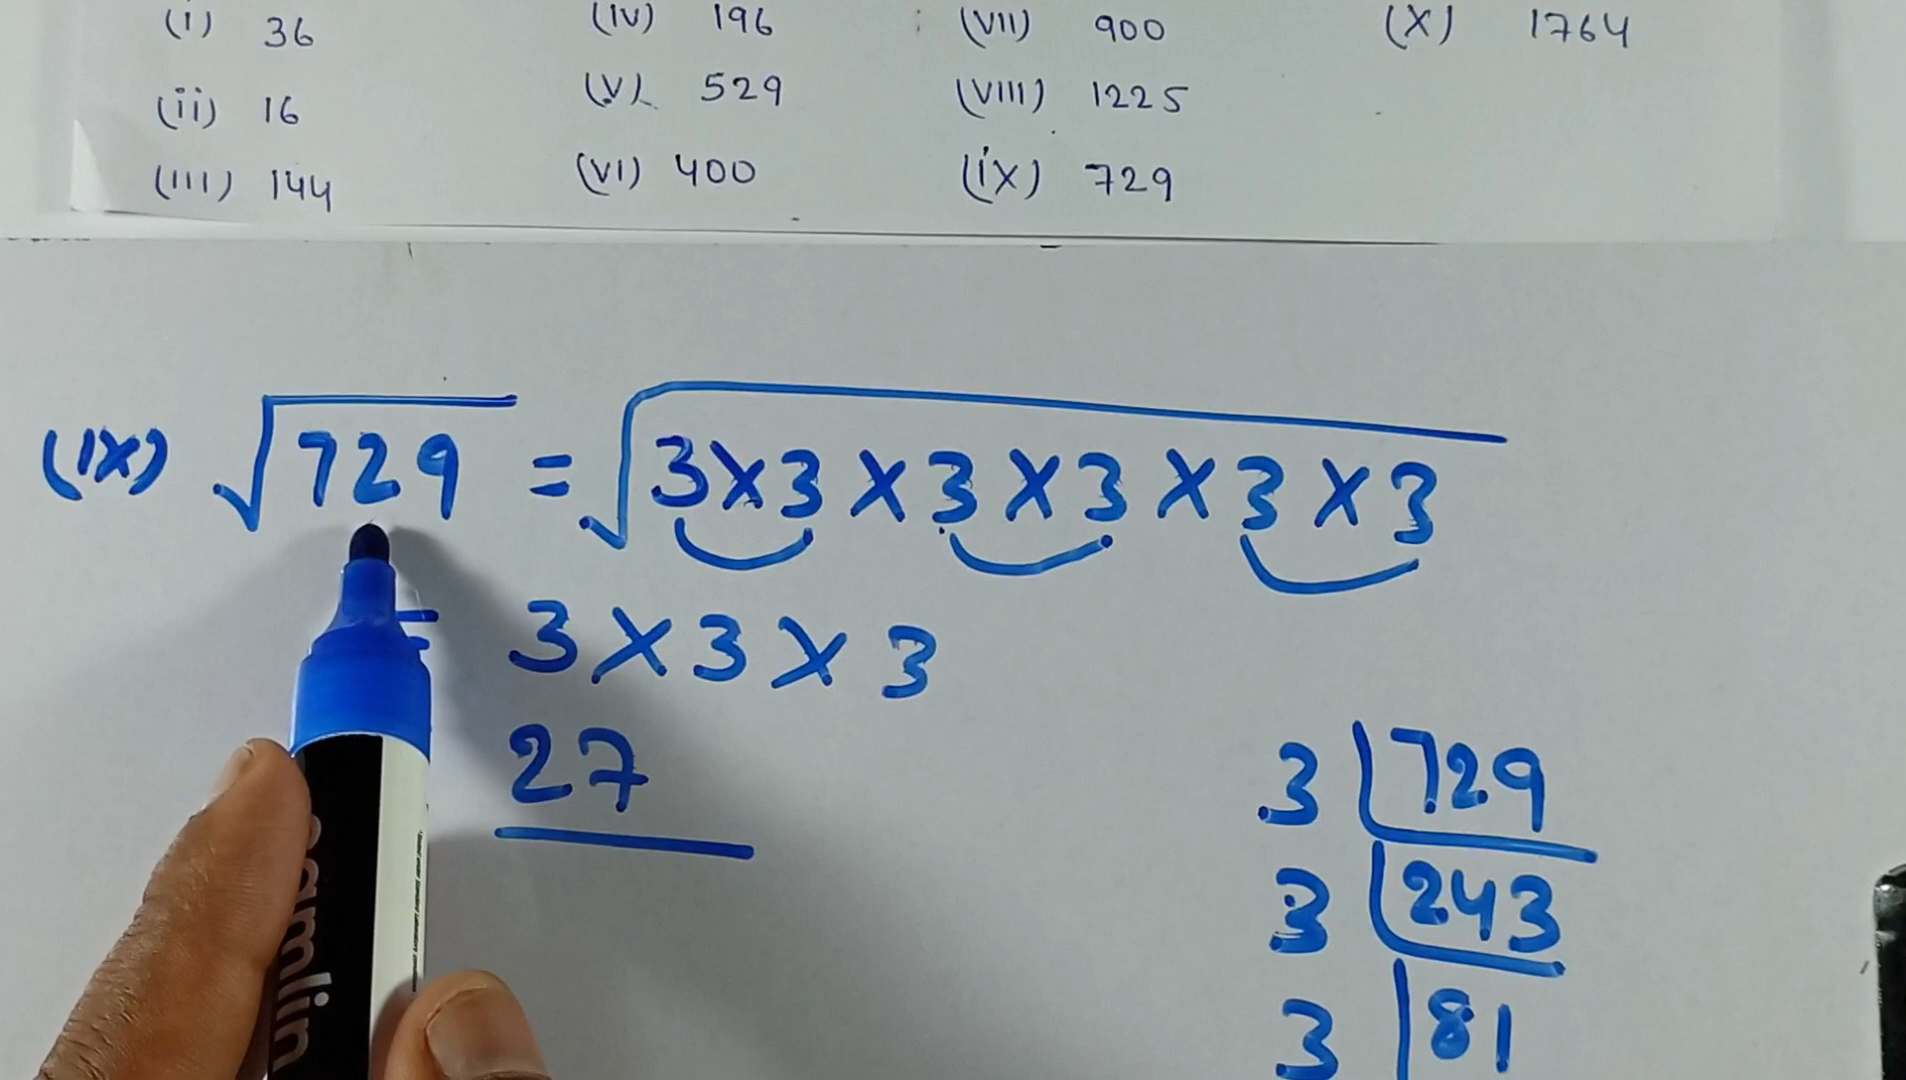 (i) 36 (iv) 196 (vii) 900 (x) 1764
(ii) 16 (v) 529 (viii) 1225
(iii) 144 (vi) 400 (ix) 729
(ix) √729 = √3×3×3×3×3×3
= 3×3×3
27
3 729
3 243
3 81
camlin